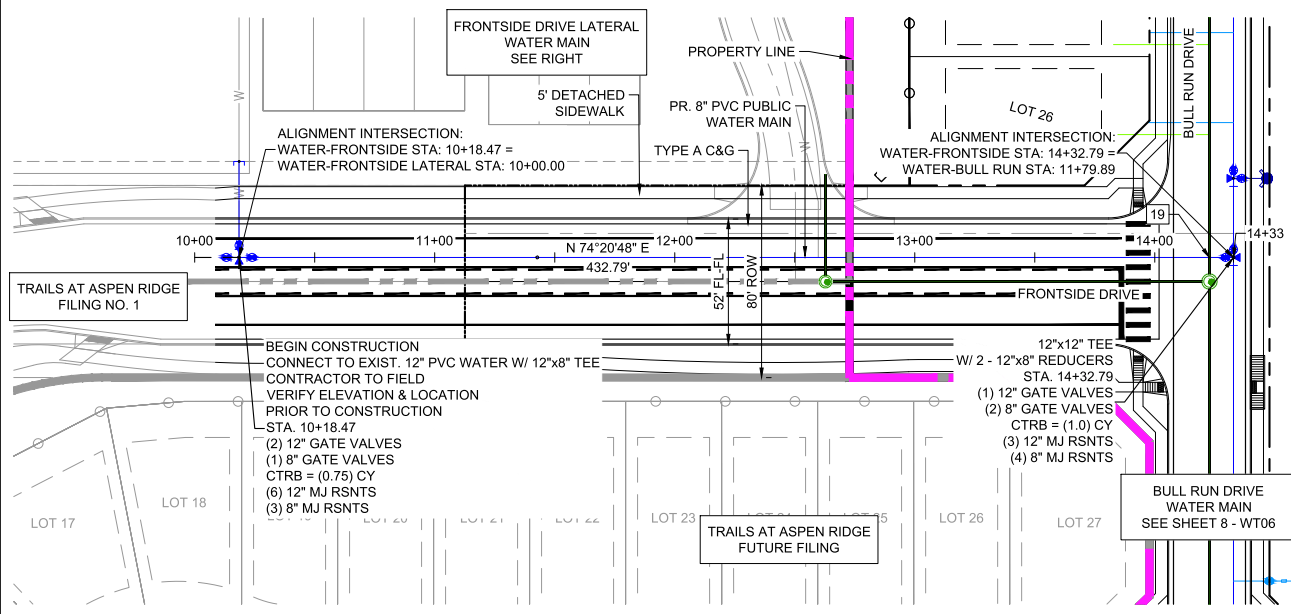 FRONTSIDE DRIVE LATERAL
WATER MAIN
SEE RIGHT
PROPERTY LINE
5' DETACHED
SIDEWALK
PR. 8" PVC PUBLIC
WATER MAIN
TYPE A C&G
LOT 26
BULL RUN DRIVE
ALIGNMENT INTERSECTION:
WATER-FRONTSIDE STA: 10+18.47 =
WATER-FRONTSIDE LATERAL STA: 10+00.00
ALIGNMENT INTERSECTION:
WATER-FRONTSIDE STA: 14+32.79 =
WATER-BULL RUN STA: 11+79.89
W
W
W
19
14+33
10+00
11+00
12+00
13+00
14+00
N 74°20'48" E
432.79'
52' FL-FL
80' ROW
FRONTSIDE DRIVE
TRAILS AT ASPEN RIDGE
FILING NO. 1
BEGIN CONSTRUCTION
CONNECT TO EXIST. 12" PVC WATER W/ 12"x8" TEE
CONTRACTOR TO FIELD
VERIFY ELEVATION & LOCATION
PRIOR TO CONSTRUCTION
STA. 10+18.47
(2) 12" GATE VALVES
(1) 8" GATE VALVES
CTRB = (0.75) CY
(6) 12" MJ RSNTS
(3) 8" MJ RSNTS
12"x12" TEE
W/ 2 - 12"x8" REDUCERS
STA. 14+32.79
(1) 12" GATE VALVES
(2) 8" GATE VALVES
CTRB = (1.0) CY
(3) 12" MJ RSNTS
(4) 8" MJ RSNTS
LOT 17
LOT 18
LOT 20
LOT 21
LOT 22
LOT 23
LOT 26
LOT 27
TRAILS AT ASPEN RIDGE
FUTURE FILING
BULL RUN DRIVE
WATER MAIN
SEE SHEET 8 - WT06